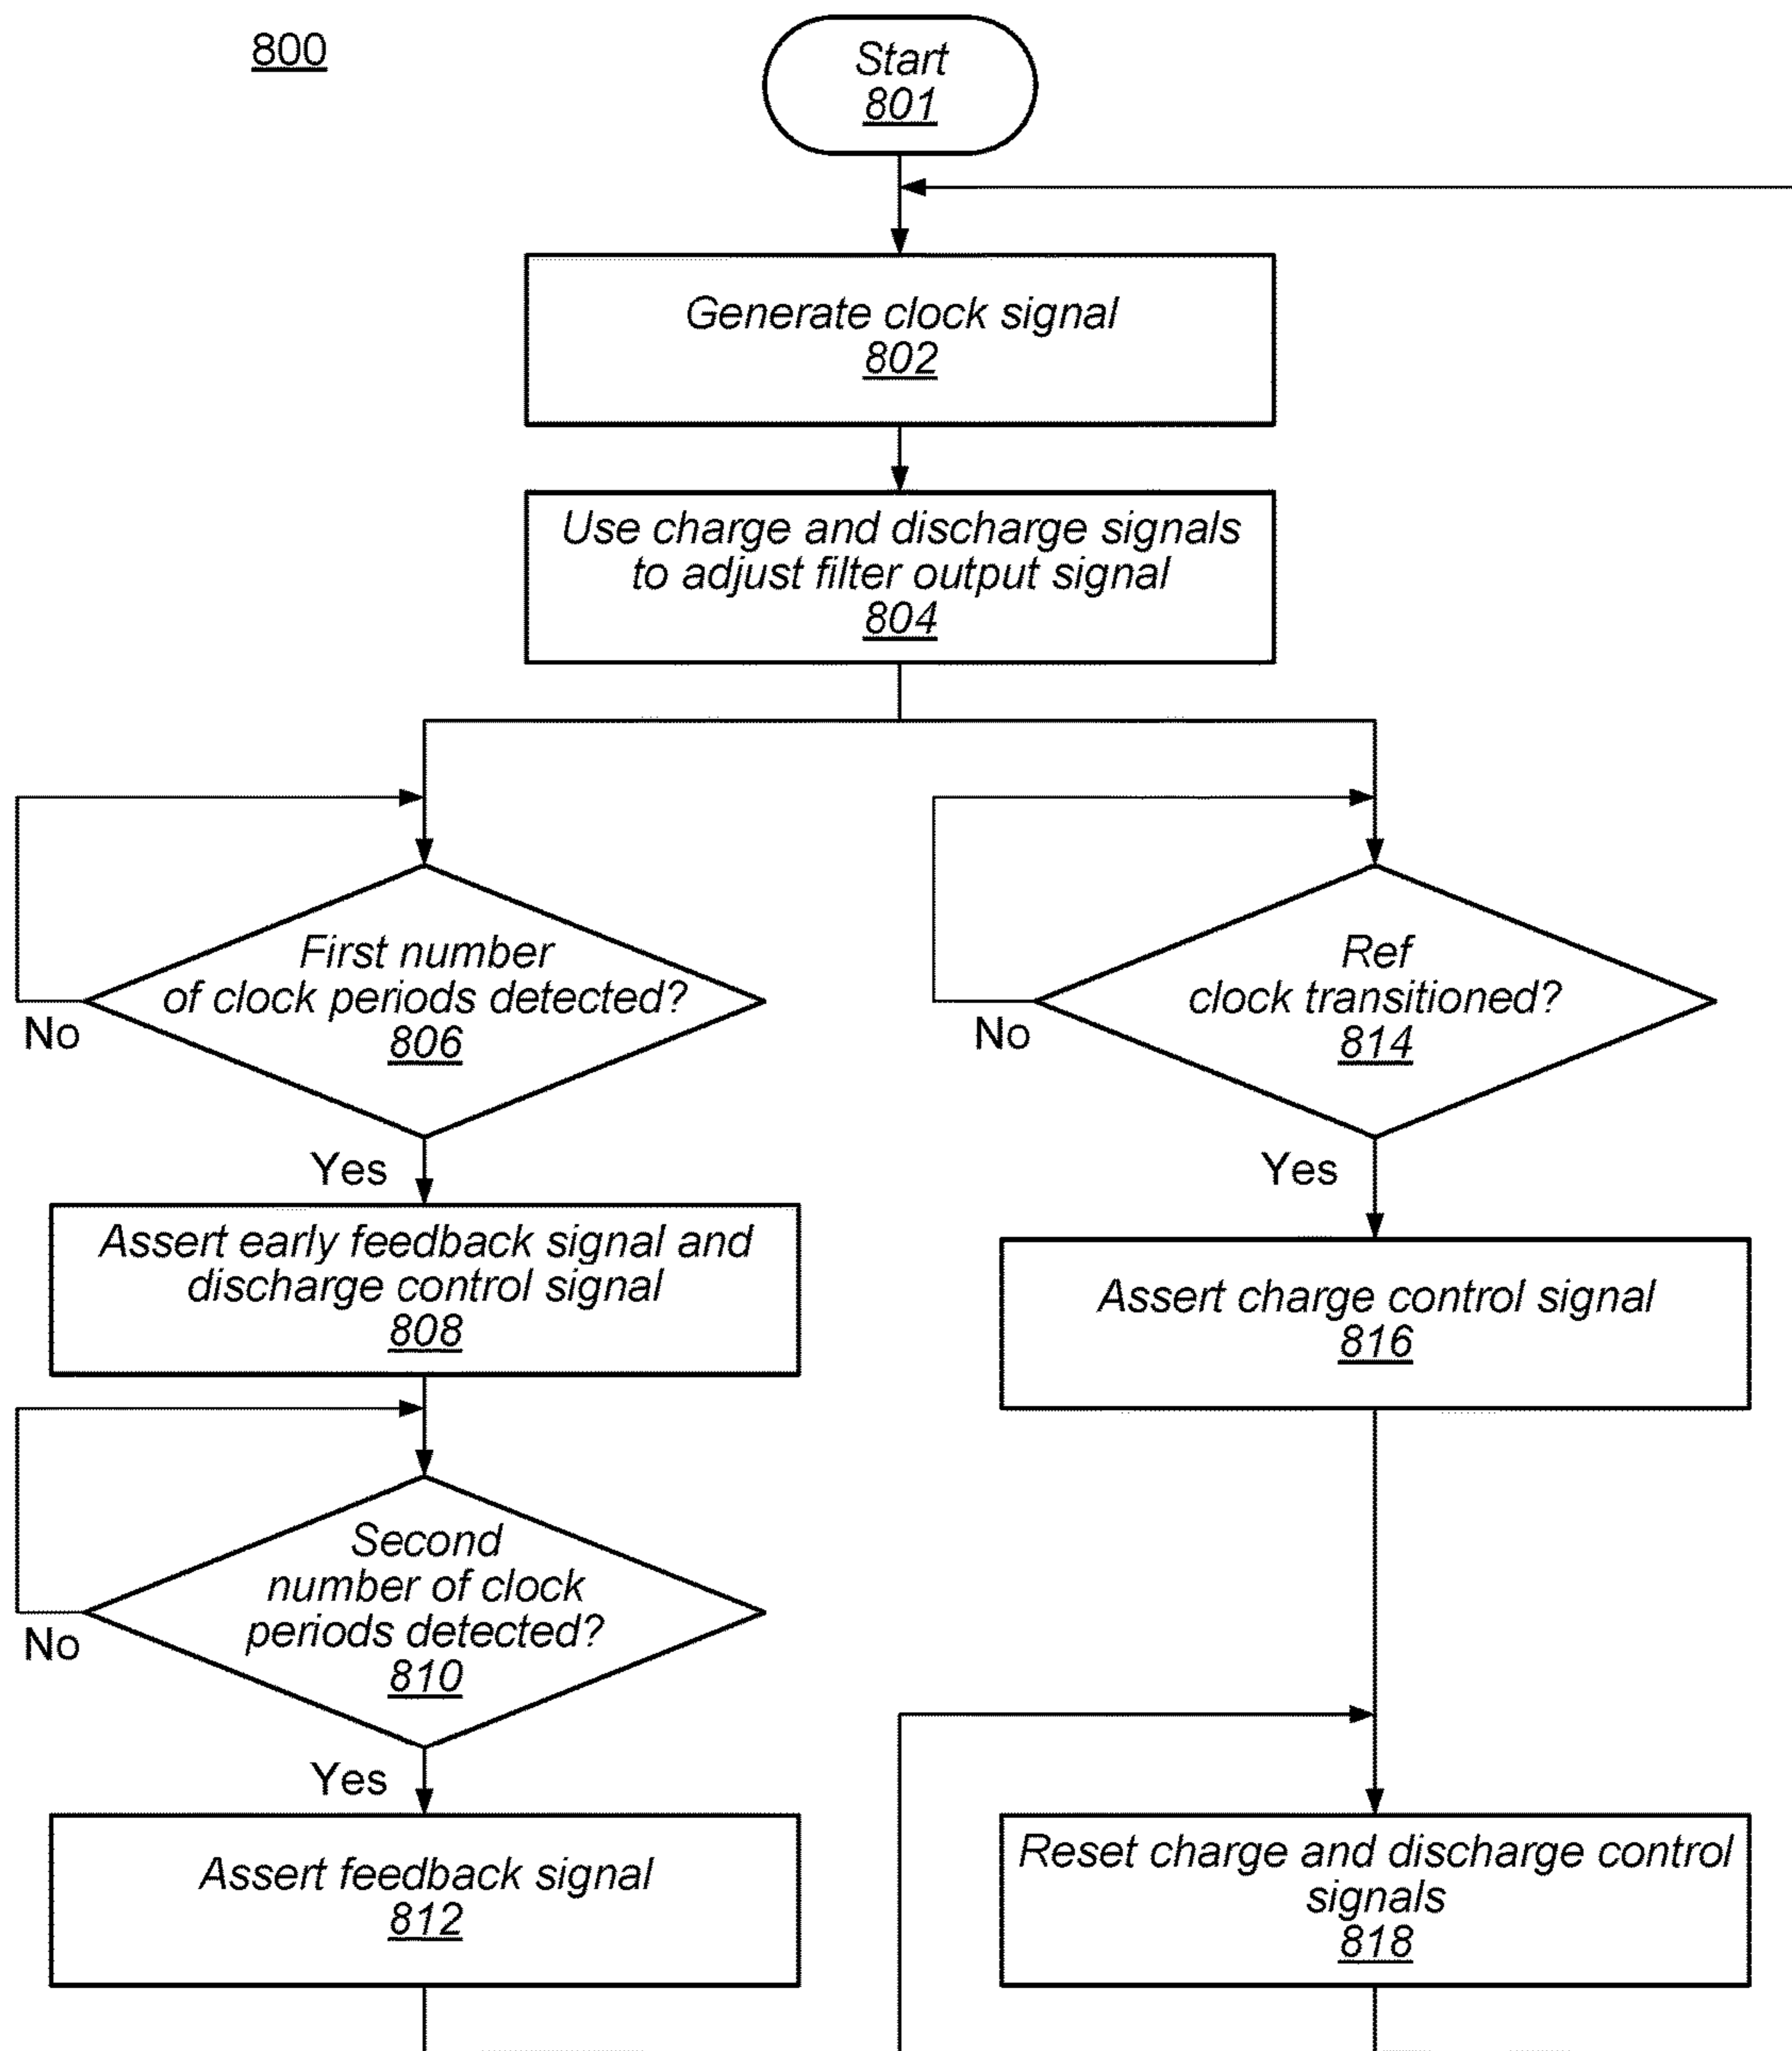 800
Start
801
Generate clock signal
802
Use charge and discharge signals
to adjust filter output signal
804
First number
of clock periods detected?
806
No
Yes
Assert early feedback signal and
discharge control signal
808
Second
number of clock
periods detected?
810
No
Yes
Assert feedback signal
812
Ref
clock transitioned?
814
No
Yes
Assert charge control signal
816
Reset charge and discharge control
signals
818